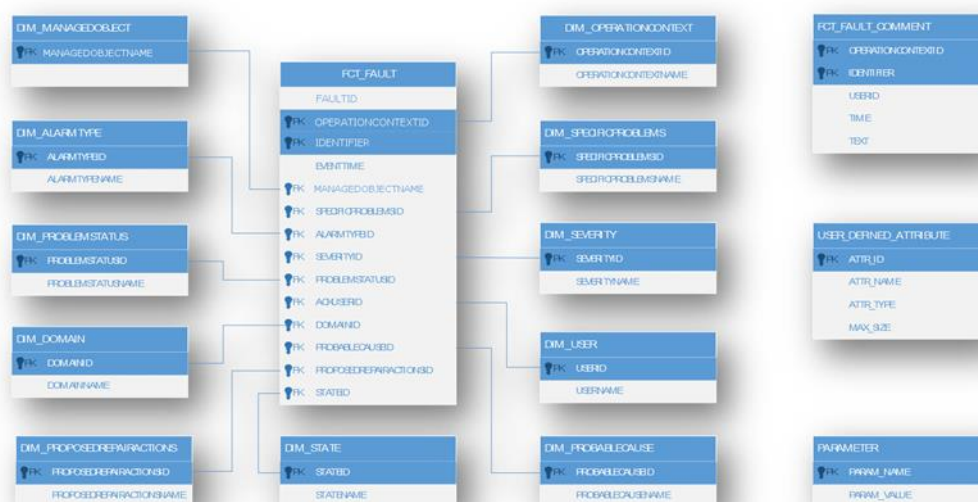 DIM_MANAGEDOBJECT
PK MANAGEDOBJECTNAME
DIM_ALARMTYPE
PK ALARMTYPEID
ALARMTYPENAME
DIM_PROBLEMSTATUS
PK PROBLEMSTATUSID
PROBLEMSTATUSNAME
DIM_DOMAIN
PK DOMAINID
DOMAINNAME
DIM_PROPOSEDREPAIRACTIONS
PK PROPOSEDREPAIRACTIONSID
PROPOSEDREPAIRACTIONSNAME
FCT_FAULT
FAULTID
PK OPERATIONCONTEXTID
PK IDENTIFIER
EVENTTIME
FK MANAGEDOBJECTNAME
FK SPECIFICPROBLEMSID
FK ALARMTYPEID
FK SEVERITYID
FK PROBLEMSTATUSID
FK ACKUSERID
FK DOMAINID
FK PROBABLECAUSEID
FK PROPOSEDREPAIRACTIONSID
FK STATEID
DIM_STATE
PK STATEID
STATENAME
DIM_OPERATIONCONTEXT
PK OPERATIONCONTEXTID
OPERATIONCONTEXTNAME
DIM_SPECIFICPROBLEMS
PK SPECIFICPROBLEMSID
SPECIFICPROBLEMSNAME
DIM_SEVERITY
PK SEVERITYID
SEVERITYNAME
DIM_USER
PK USERID
USERNAME
DIM_PROBABLECAUSE
PK PROBABLECAUSEID
PROBABLECAUSENAME
FCT_FAULT_COMMENT
PK OPERATIONCONTEXTID
PK IDENTIFIER
USERID
TIME
TEXT
USER_DEFINED_ATTRIBUTE
PK ATTR_ID
ATTR_NAME
ATTR_TYPE
MAX_SIZE
PARAMETER
PK PARAM_NAME
PARAM_VALUE